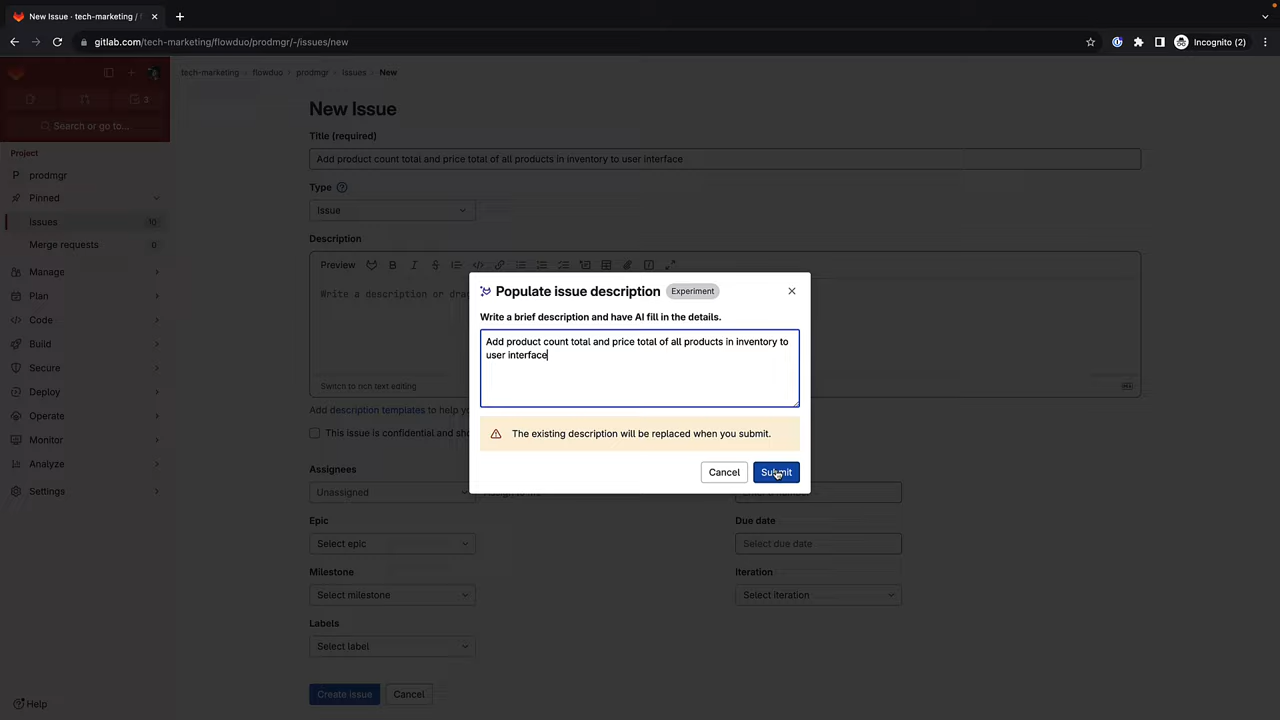 New Issue · tech-marketing / f
gitlab.com/tech-marketing/flowduo/prodmgr/-/issues/new
Incognito (2)
3
Search or go to...
Project
P prodmgr
Pinned
Issues 10
Merge requests 0
Manage
Plan
Code
Build
Secure
Deploy
Operate
Monitor
Analyze
Settings
Help
tech-marketing › flowduo › prodmgr › Issues › New
New Issue
Title (required)
Add product count total and price total of all products in inventory to user interface
Type
Issue
Description
Preview
Write a description or drag
Switch to rich text editing
Add description templates to help you
This issue is confidential and sho
Populate issue description Experiment
Write a brief description and have AI fill in the details.
Add product count total and price total of all products in inventory to
user interface
The existing description will be replaced when you submit.
Cancel Submit
Assignees
Unassigned
Epic
Select epic
Due date
Select due date
Milestone
Select milestone
Iteration
Select iteration
Labels
Select label
Create issue Cancel